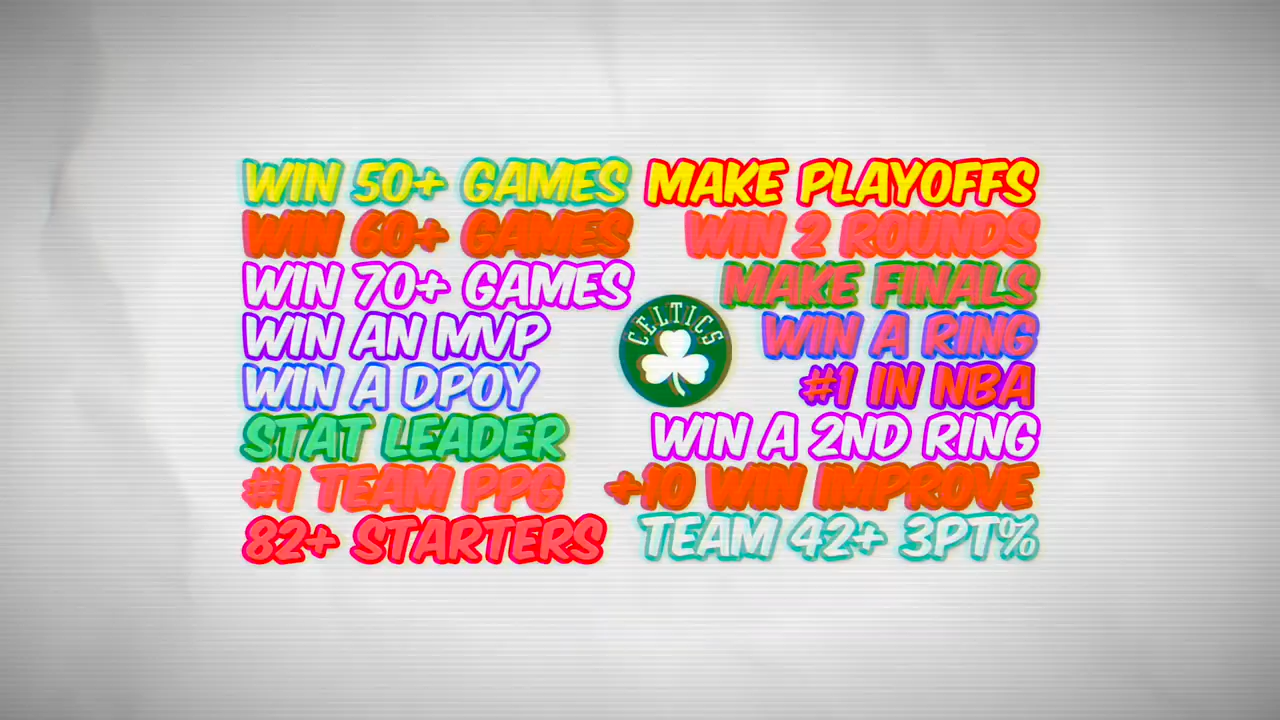 WIN 50+ GAMES
WIN 60+ GAMES
WIN 70+ GAMES
WIN AN MVP
WIN A DPOY
STAT LEADER
#1 TEAM PPG
82+ STARTERS
CELTICS
MAKE PLAYOFFS
WIN 2 ROUNDS
MAKE FINALS
WIN A RING
#1 IN NBA
WIN A 2ND RING
+10 WIN IMPROVE
TEAM 42+ 3PT%